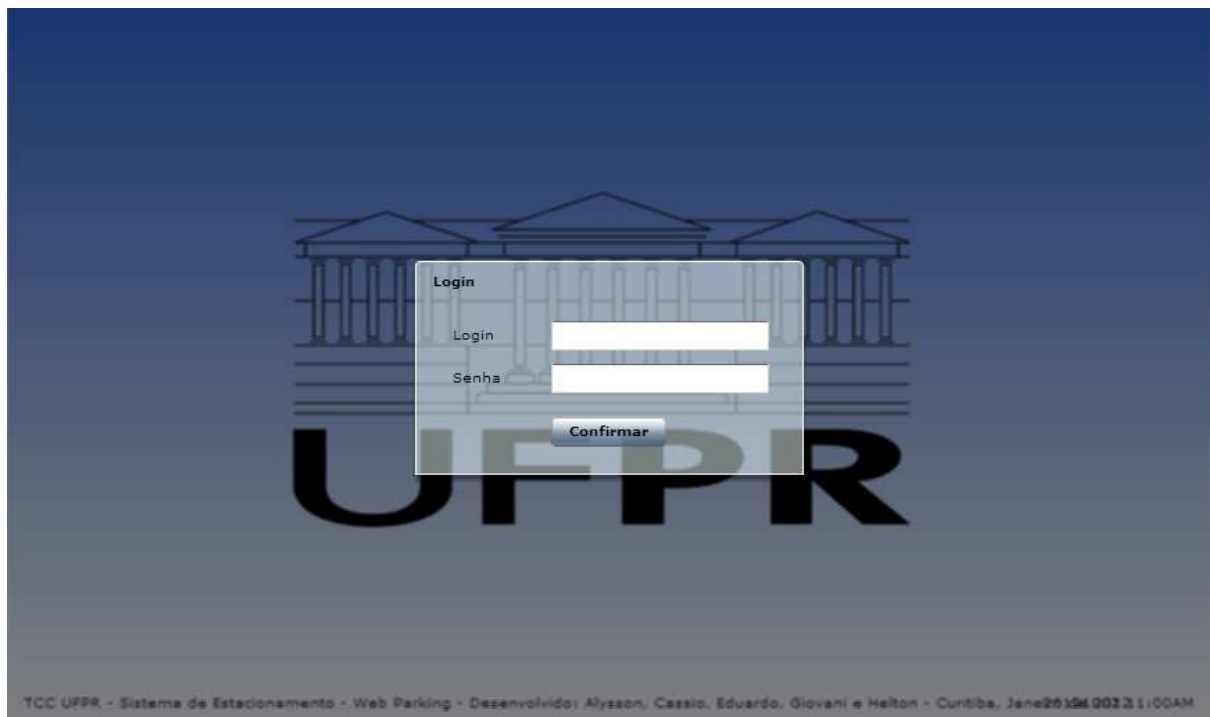 Login
Login
Senha
Confirmar
UFPR
TCC UFPR - Sistema de Estacionamento - Web Parking - Desenvolvido: Alysson, Cassio, Eduardo, Giovani e Helton - Curitiba,